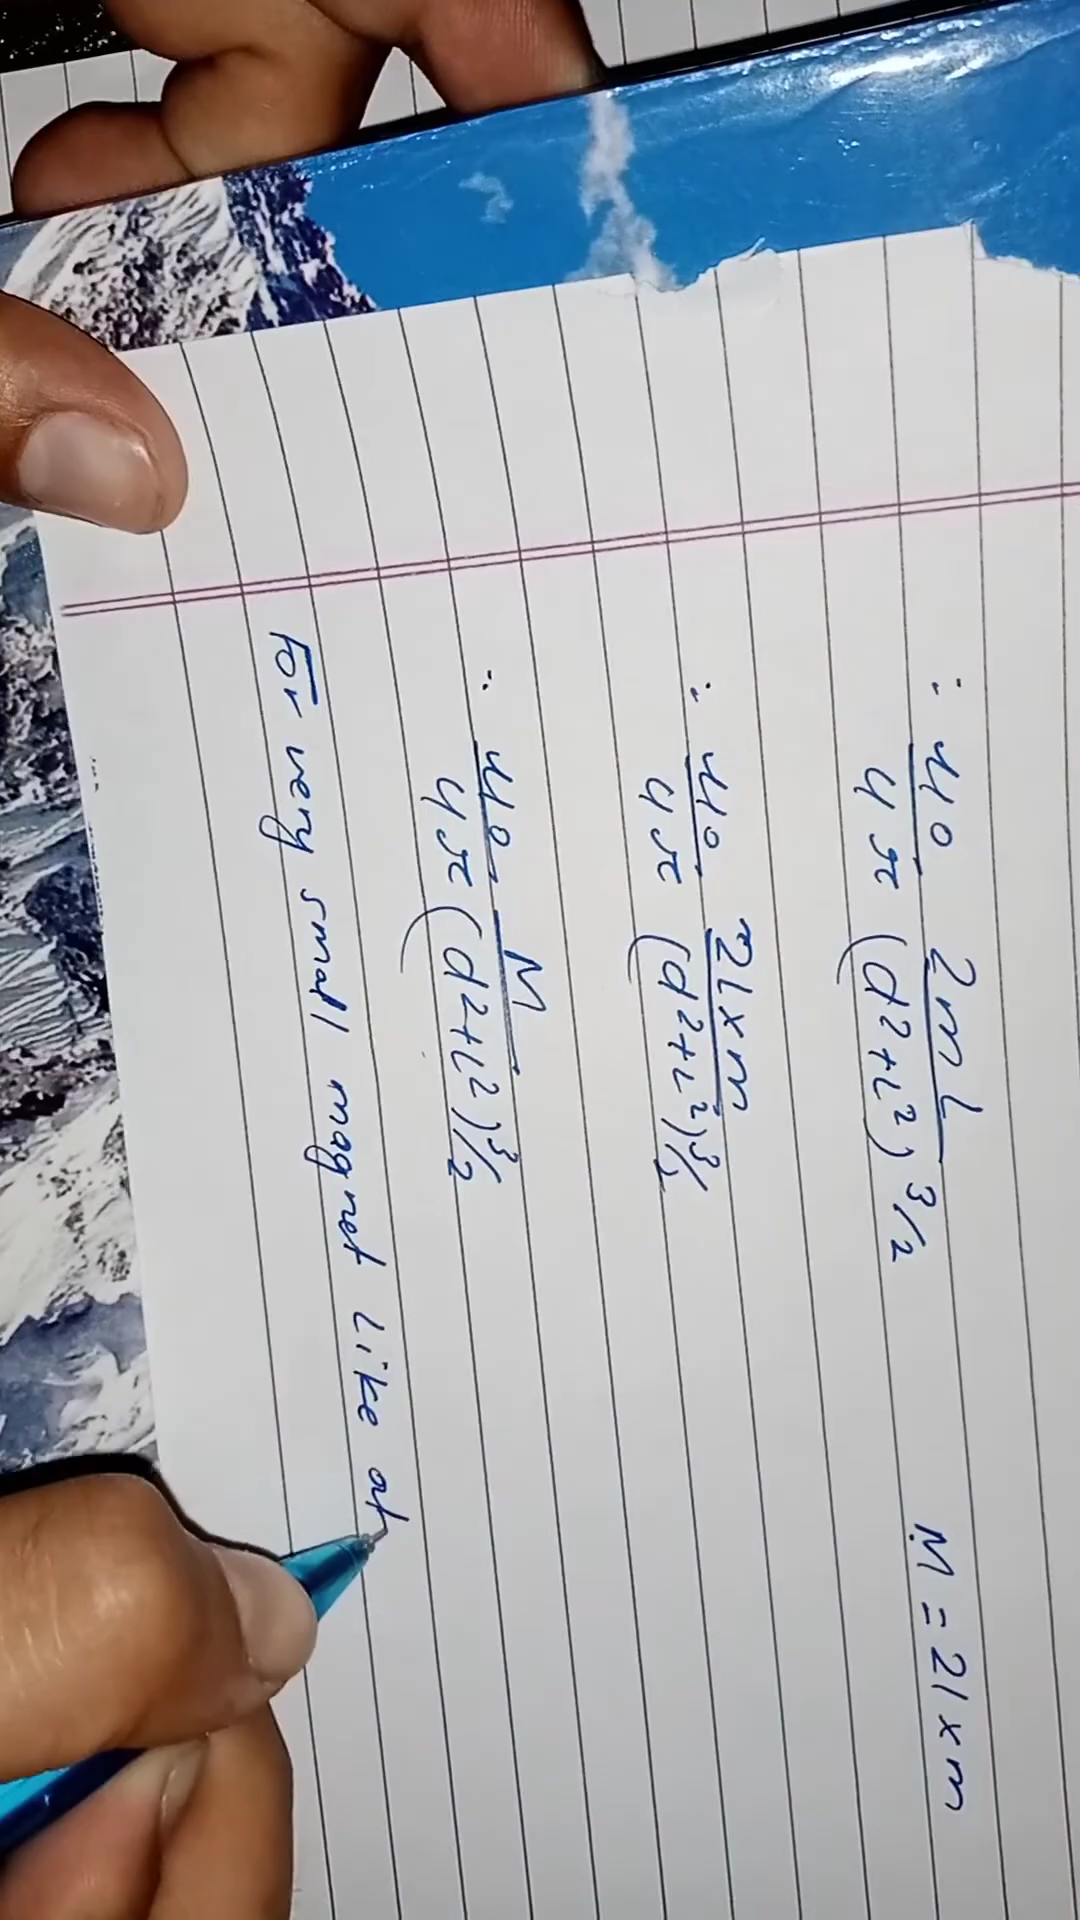 ∴ μ0/4π 2ml/(d²+l²)^3/2 M = 2l×m
∴ μ0/4π 2l×m/(d²+l²)^3/2
∴ μ0/4π M/(d²+l²)^3/2
For very small magnet like at